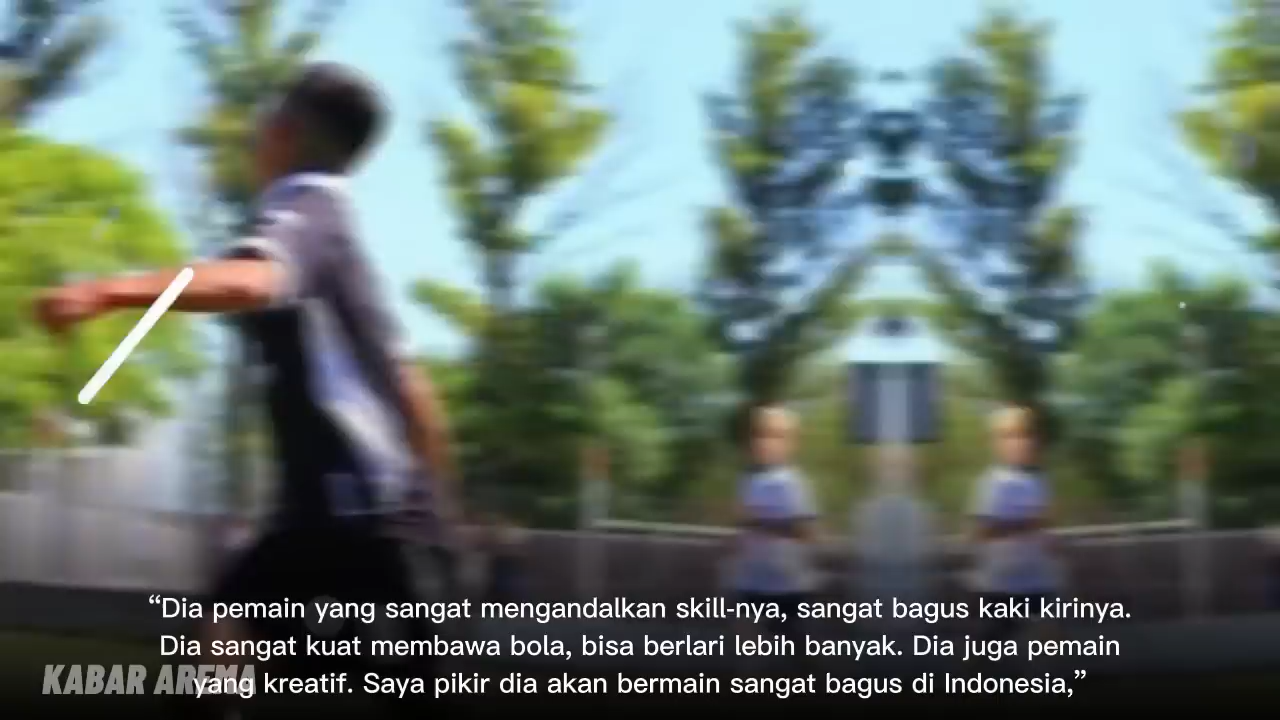 “Dia pemain yang sangat mengandalkan skill-nya, sangat bagus kaki kirinya.
Dia sangat kuat membawa bola, bisa berlari lebih banyak. Dia juga pemain
yang kreatif. Saya pikir dia akan bermain sangat bagus di Indonesia,”
KABAR AREMA